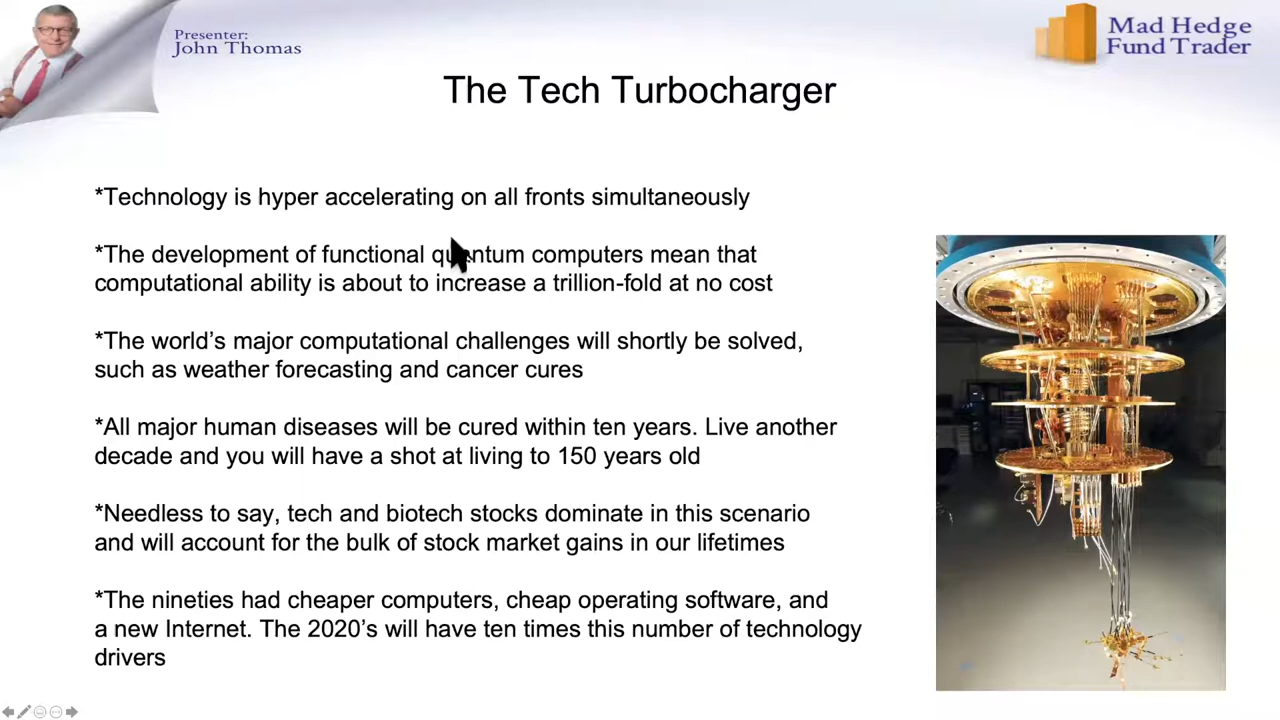 Presenter:
John Thomas
Mad Hedge
Fund Trader
The Tech Turbocharger
*Technology is hyper accelerating on all fronts simultaneously
*The development of functional quantum computers mean that
computational ability is about to increase a trillion-fold at no cost
*The world’s major computational challenges will shortly be solved,
such as weather forecasting and cancer cures
*All major human diseases will be cured within ten years. Live another
decade and you will have a shot at living to 150 years old
*Needless to say, tech and biotech stocks dominate in this scenario
and will account for the bulk of stock market gains in our lifetimes
*The nineties had cheaper computers, cheap operating software, and
a new Internet. The 2020’s will have ten times this number of technology
drivers